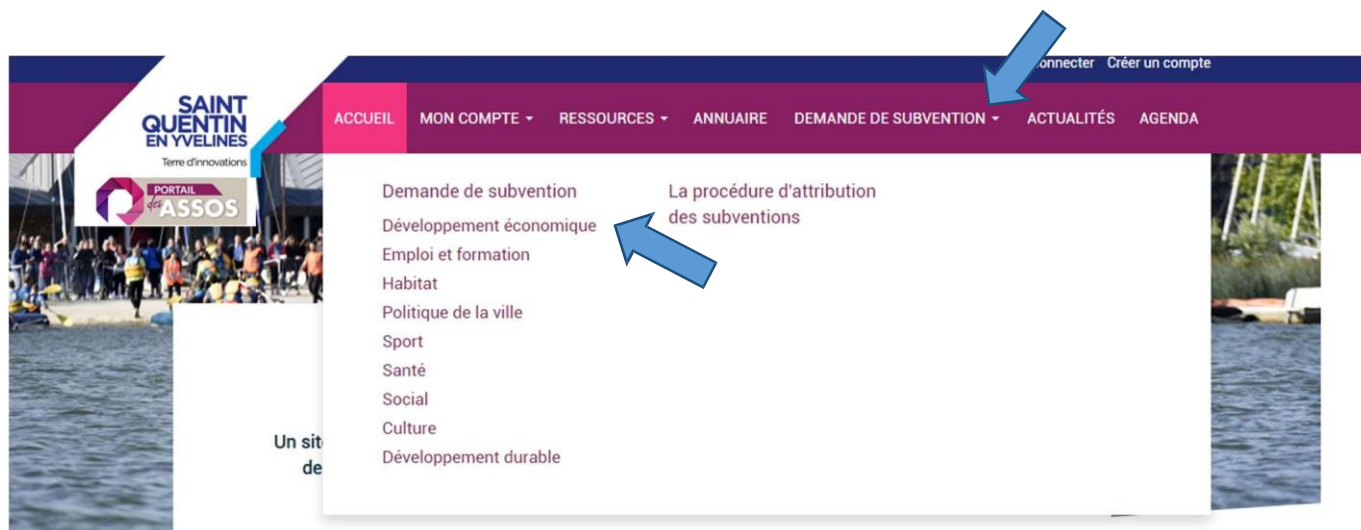 Créer un compte
SAINT
QUENTIN
EN YVELINES
Terre d'innovations
PORTAIL
des ASSOS
ACCUEIL
MON COMPTE
RESSOURCES
ANNUAIRE
DEMANDE DE SUBVENTION
ACTUALITÉS
AGENDA
Demande de subvention
Développement économique
Emploi et formation
Habitat
Politique de la ville
Sport
Santé
Social
Culture
Développement durable
La procédure d'attribution
des subventions
Un sit
de